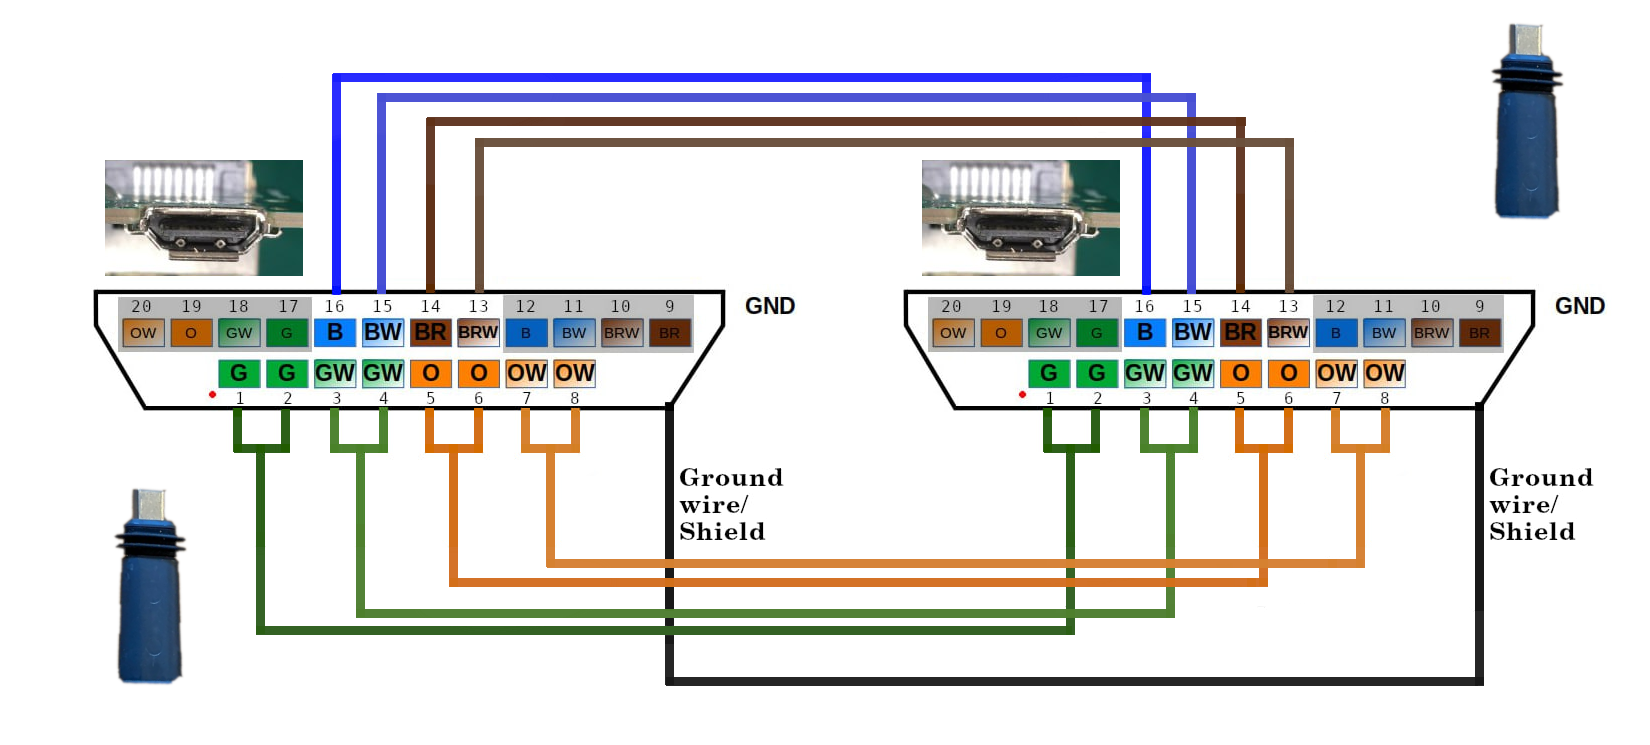 20 19 18 17 16 15 14 13 12 11 10 9 GND
OW O GW G B BW BR BRW B BW BRW BR
G G GW GW O O OW OW
1 2 3 4 5 6 7 8
Ground
wire/
Shield
20 19 18 17 16 15 14 13 12 11 10 9 GND
OW O GW G B BW BR BRW B BW BRW BR
G G GW GW O O OW OW
1 2 3 4 5 6 7 8
Ground
wire/
Shield